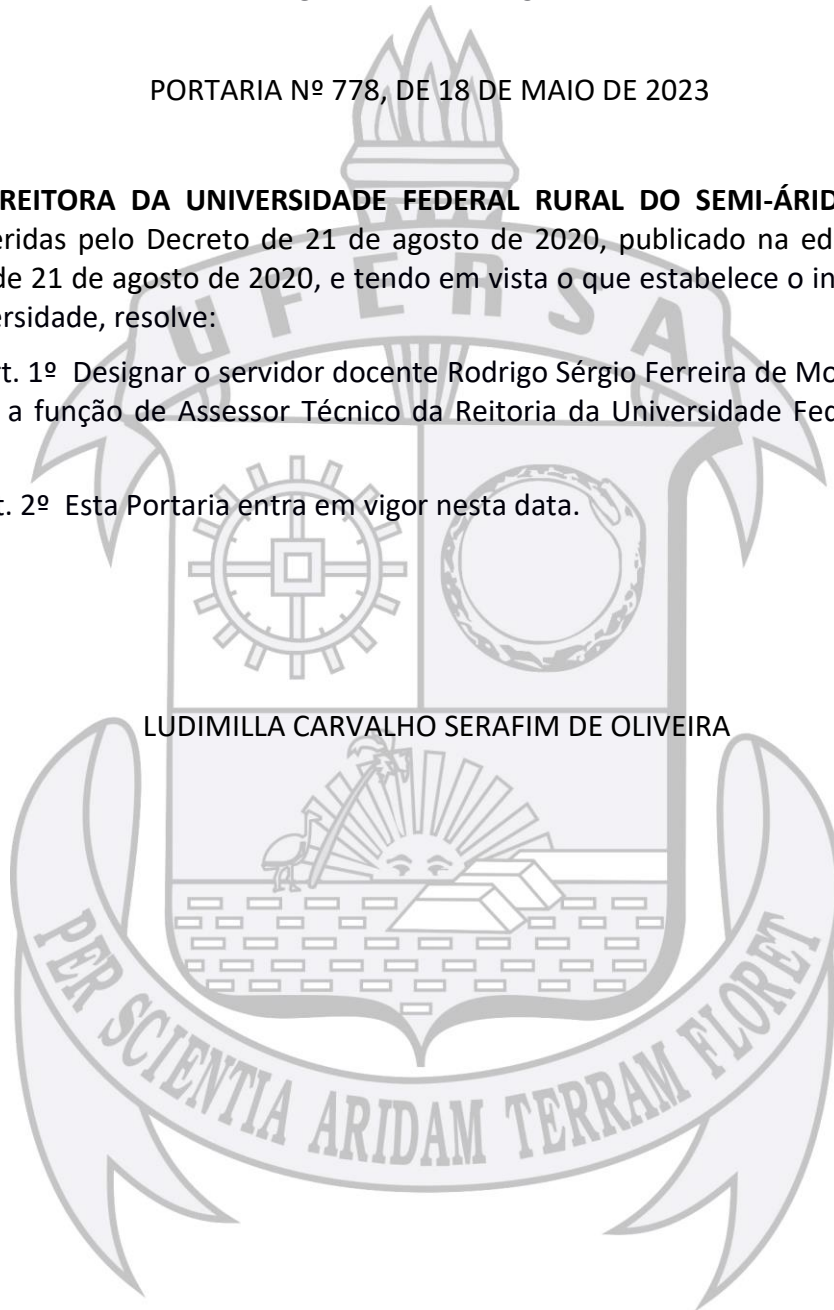 PORTARIA Nº 778, DE 18 DE MAIO DE 2023
REITORA DA UNIVERSIDADE FEDERAL RURAL DO SEMI-ÁRID
eridas pelo Decreto de 21 de agosto de 2020, publicado na ed
de 21 de agosto de 2020, e tendo em vista o que estabelece o in
ersidade, resolve:
UFERSA
rt. 1º Designar o servidor docente Rodrigo Sérgio Ferreira de Mo
a função de Assessor Técnico da Reitoria da Universidade Fed
t. 2º Esta Portaria entra em vigor nesta data.
LUDIMILLA CARVALHO SERAFIM DE OLIVEIRA
PER SCIENTIA ARIDAM TERRAM FLORET